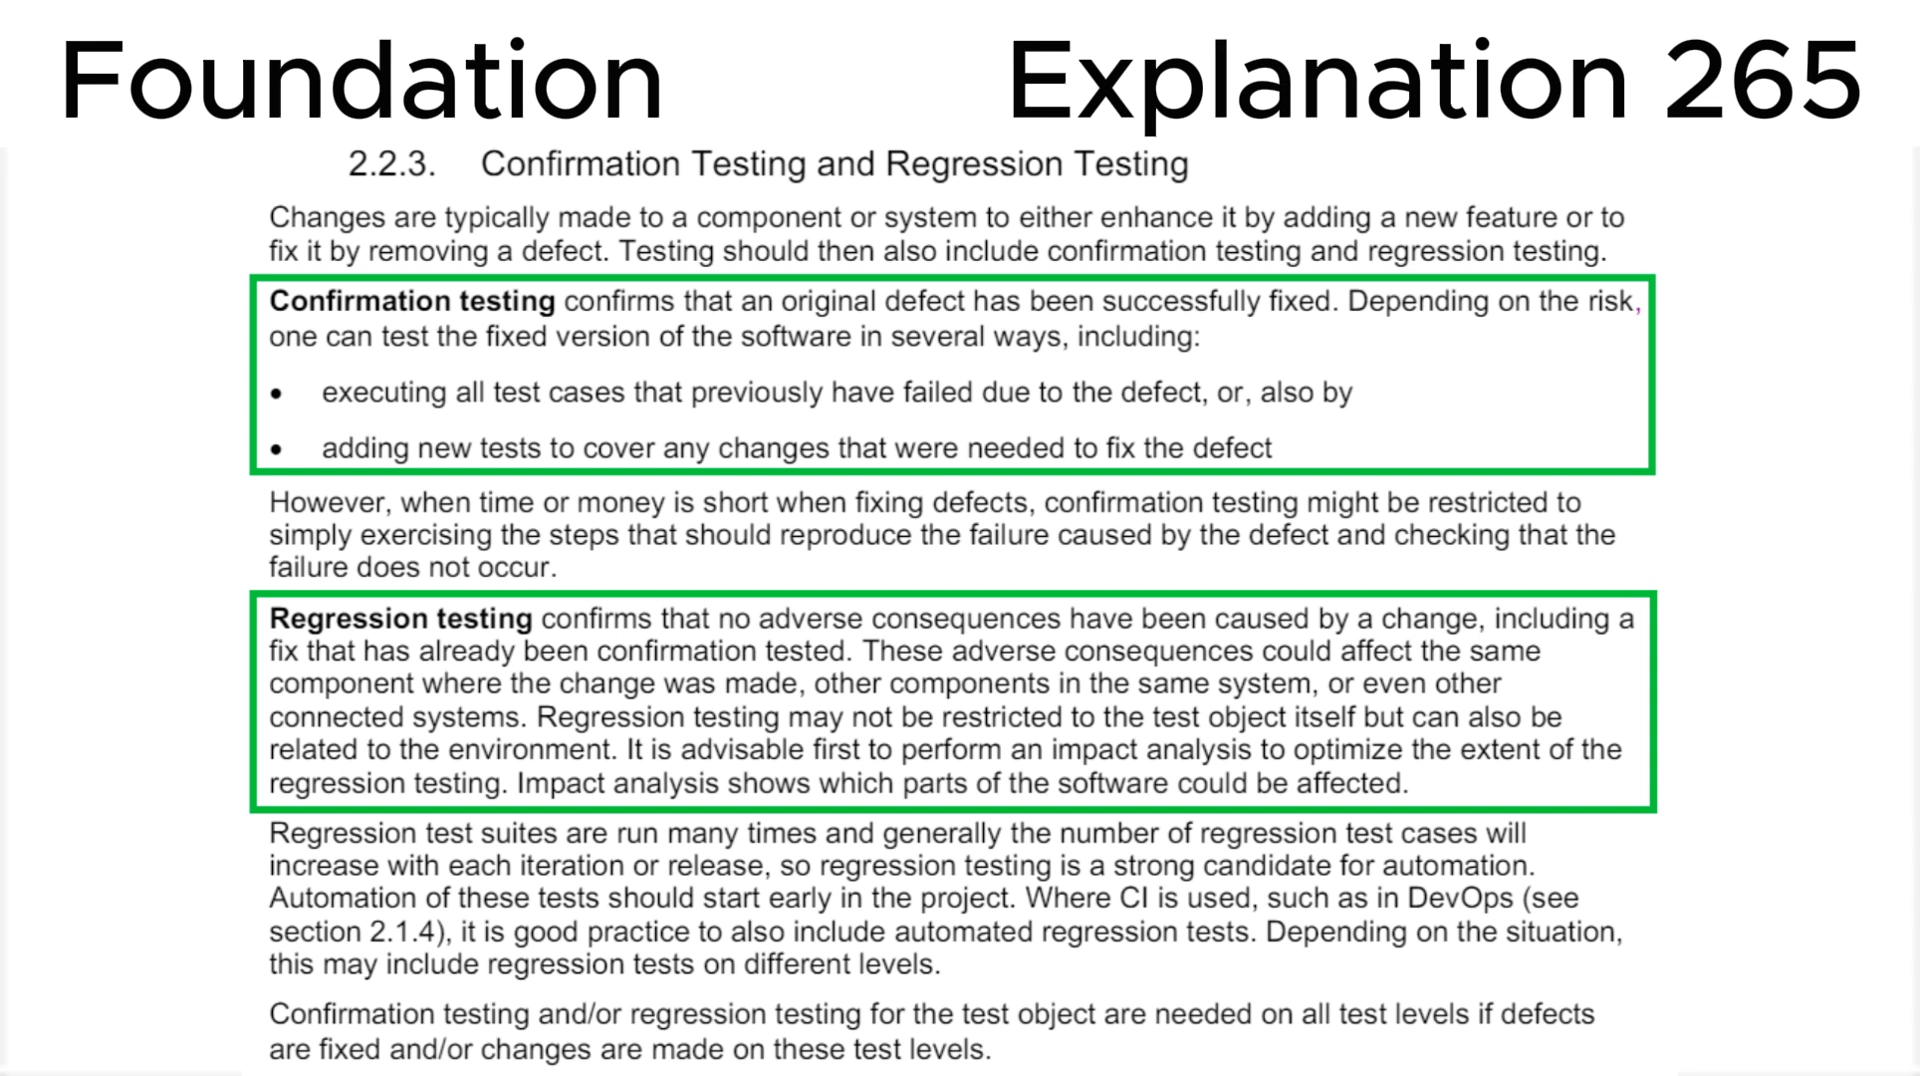 Foundation
Explanation 265
2.2.3. Confirmation Testing and Regression Testing
Changes are typically made to a component or system to either enhance it by adding a new feature or to
fix it by removing a defect. Testing should then also include confirmation testing and regression testing.
Confirmation testing confirms that an original defect has been successfully fixed. Depending on the risk,
one can test the fixed version of the software in several ways, including:
• executing all test cases that previously have failed due to the defect, or, also by
• adding new tests to cover any changes that were needed to fix the defect
However, when time or money is short when fixing defects, confirmation testing might be restricted to
simply exercising the steps that should reproduce the failure caused by the defect and checking that the
failure does not occur.
Regression testing confirms that no adverse consequences have been caused by a change, including a
fix that has already been confirmation tested. These adverse consequences could affect the same
component where the change was made, other components in the same system, or even other
connected systems. Regression testing may not be restricted to the test object itself but can also be
related to the environment. It is advisable first to perform an impact analysis to optimize the extent of the
regression testing. Impact analysis shows which parts of the software could be affected.
Regression test suites are run many times and generally the number of regression test cases will
increase with each iteration or release, so regression testing is a strong candidate for automation.
Automation of these tests should start early in the project. Where CI is used, such as in DevOps (see
section 2.1.4), it is good practice to also include automated regression tests. Depending on the situation,
this may include regression tests on different levels.
Confirmation testing and/or regression testing for the test object are needed on all test levels if defects
are fixed and/or changes are made on these test levels.